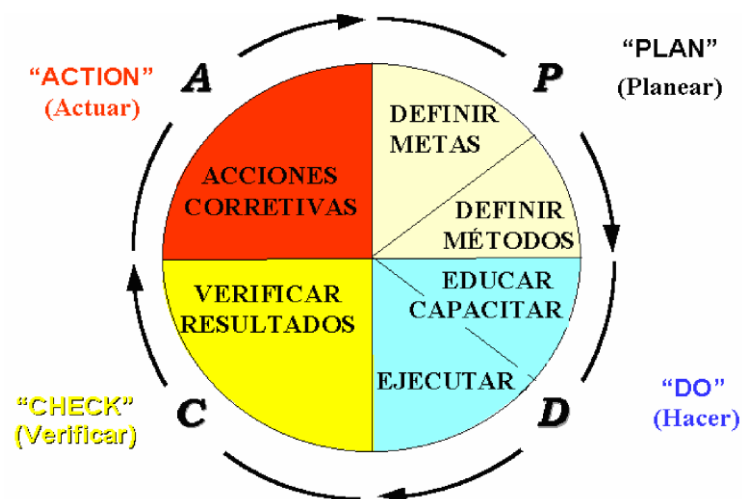 A
P
“ACTION”
(Actuar)
“PLAN”
(Planear)
DEFINIR
METAS
ACCIONES
CORRETIVAS
DEFINIR
MÉTODOS
VERIFICAR
RESULTADOS
EDUCAR
CAPACITAR
EJECUTAR
“CHECK”
(Verificar)
C
D
“DO”
(Hacer)